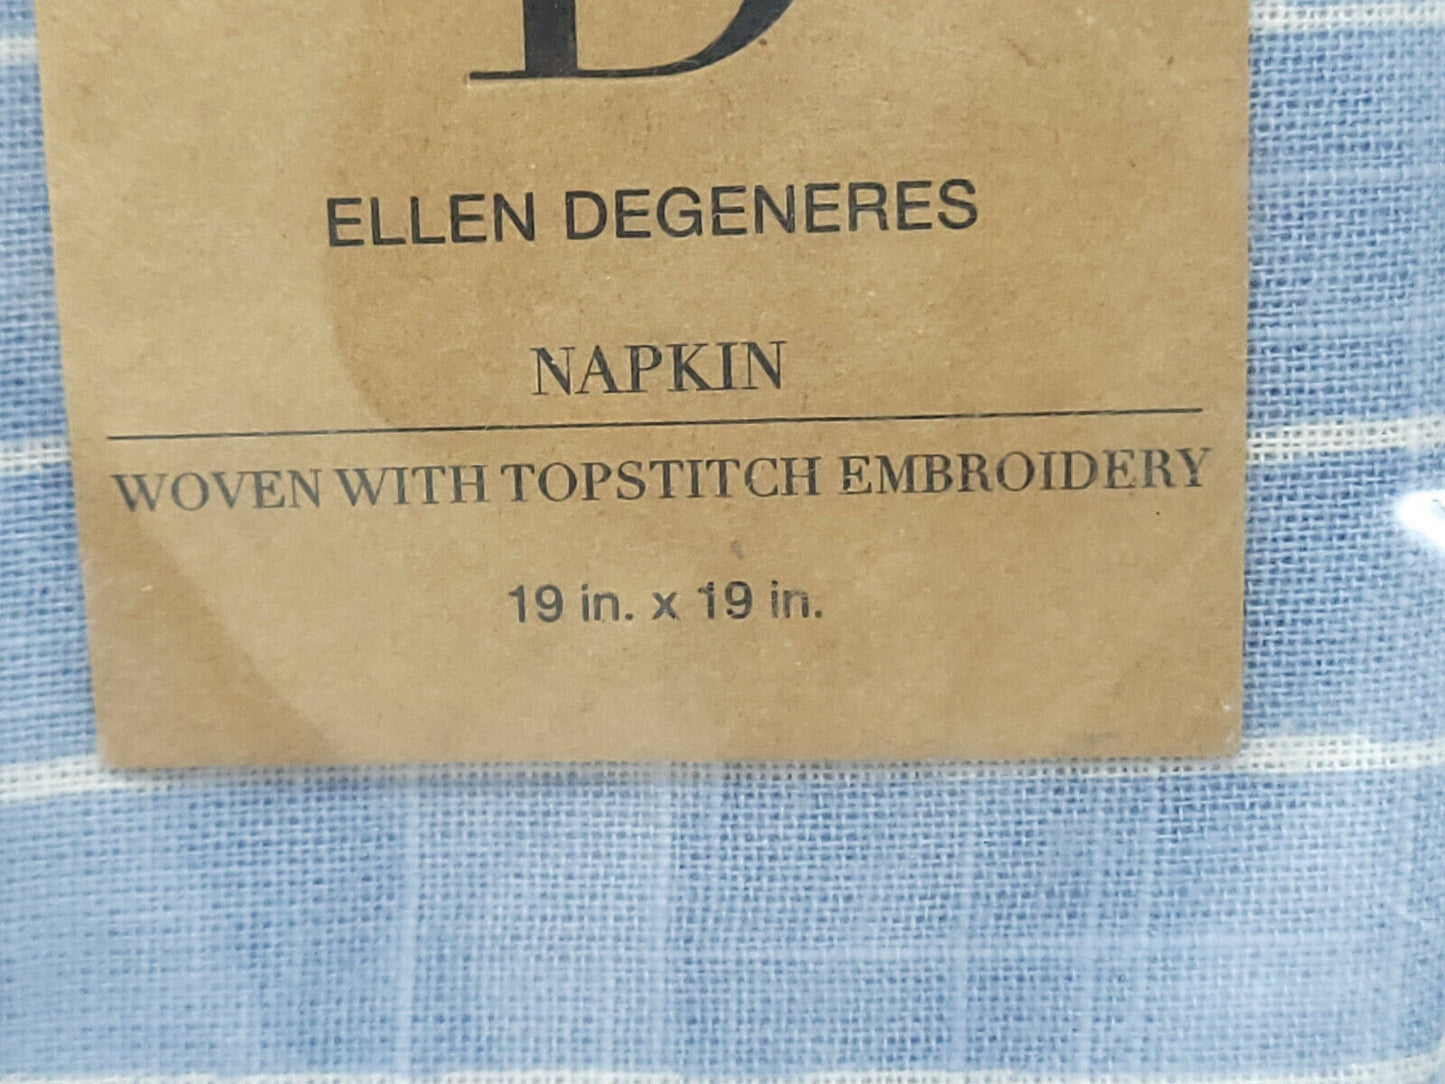 ELLEN DEGENERES
NAPKIN
WOVEN WITH TOPSTITCH EMBROIDERY
19 in. x 19 in.